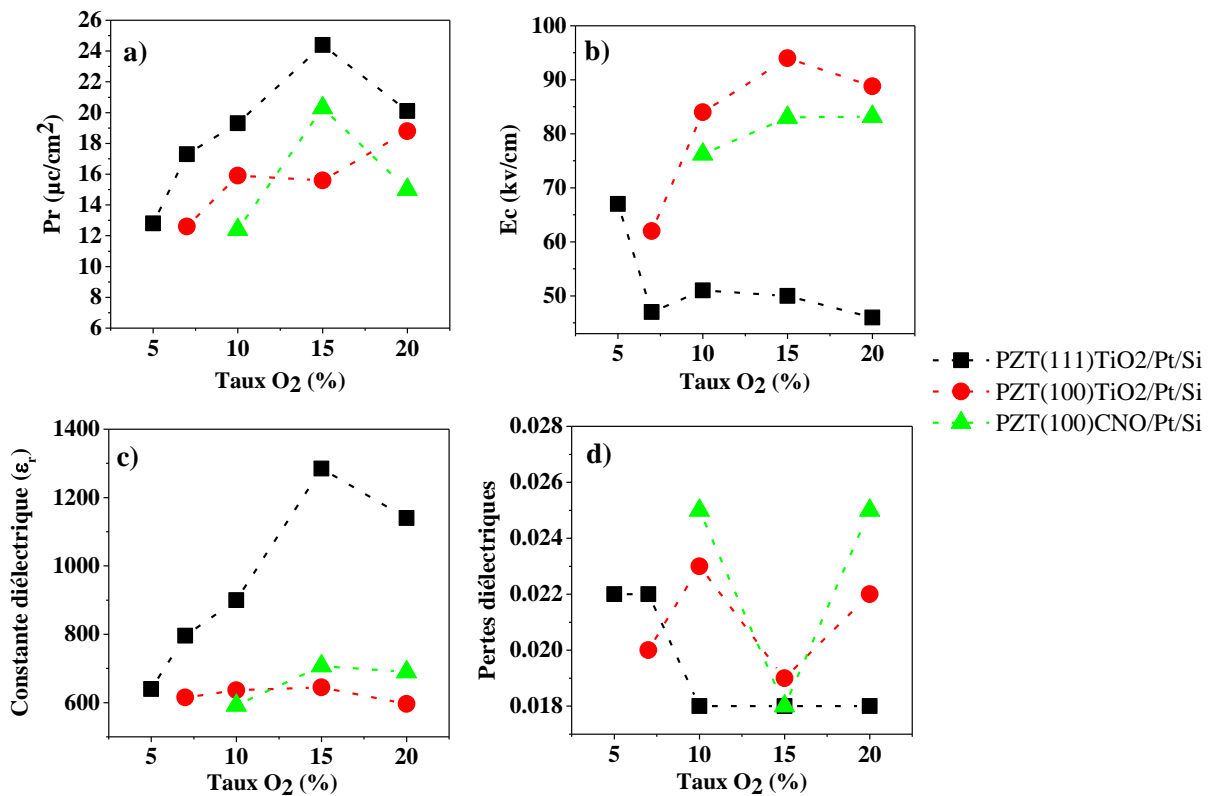 a)
Pr (µc/cm²)
26
24
22
20
18
16
14
12
10
8
6
5 10 15 20
Taux O₂ (%)
b)
Ec (kv/cm)
100
90
80
70
60
50
5 10 15 20
Taux O₂ (%)
PZT(111)TiO2/Pt/Si
PZT(100)TiO2/Pt/Si
PZT(100)CNO/Pt/Si
c)
Constante diélectrique (εᵣ)
1400
1200
1000
800
600
5 10 15 20
Taux O₂ (%)
d)
Pertes diélectriques
0.028
0.026
0.024
0.022
0.020
0.018
5 10 15 20
Taux O₂ (%)